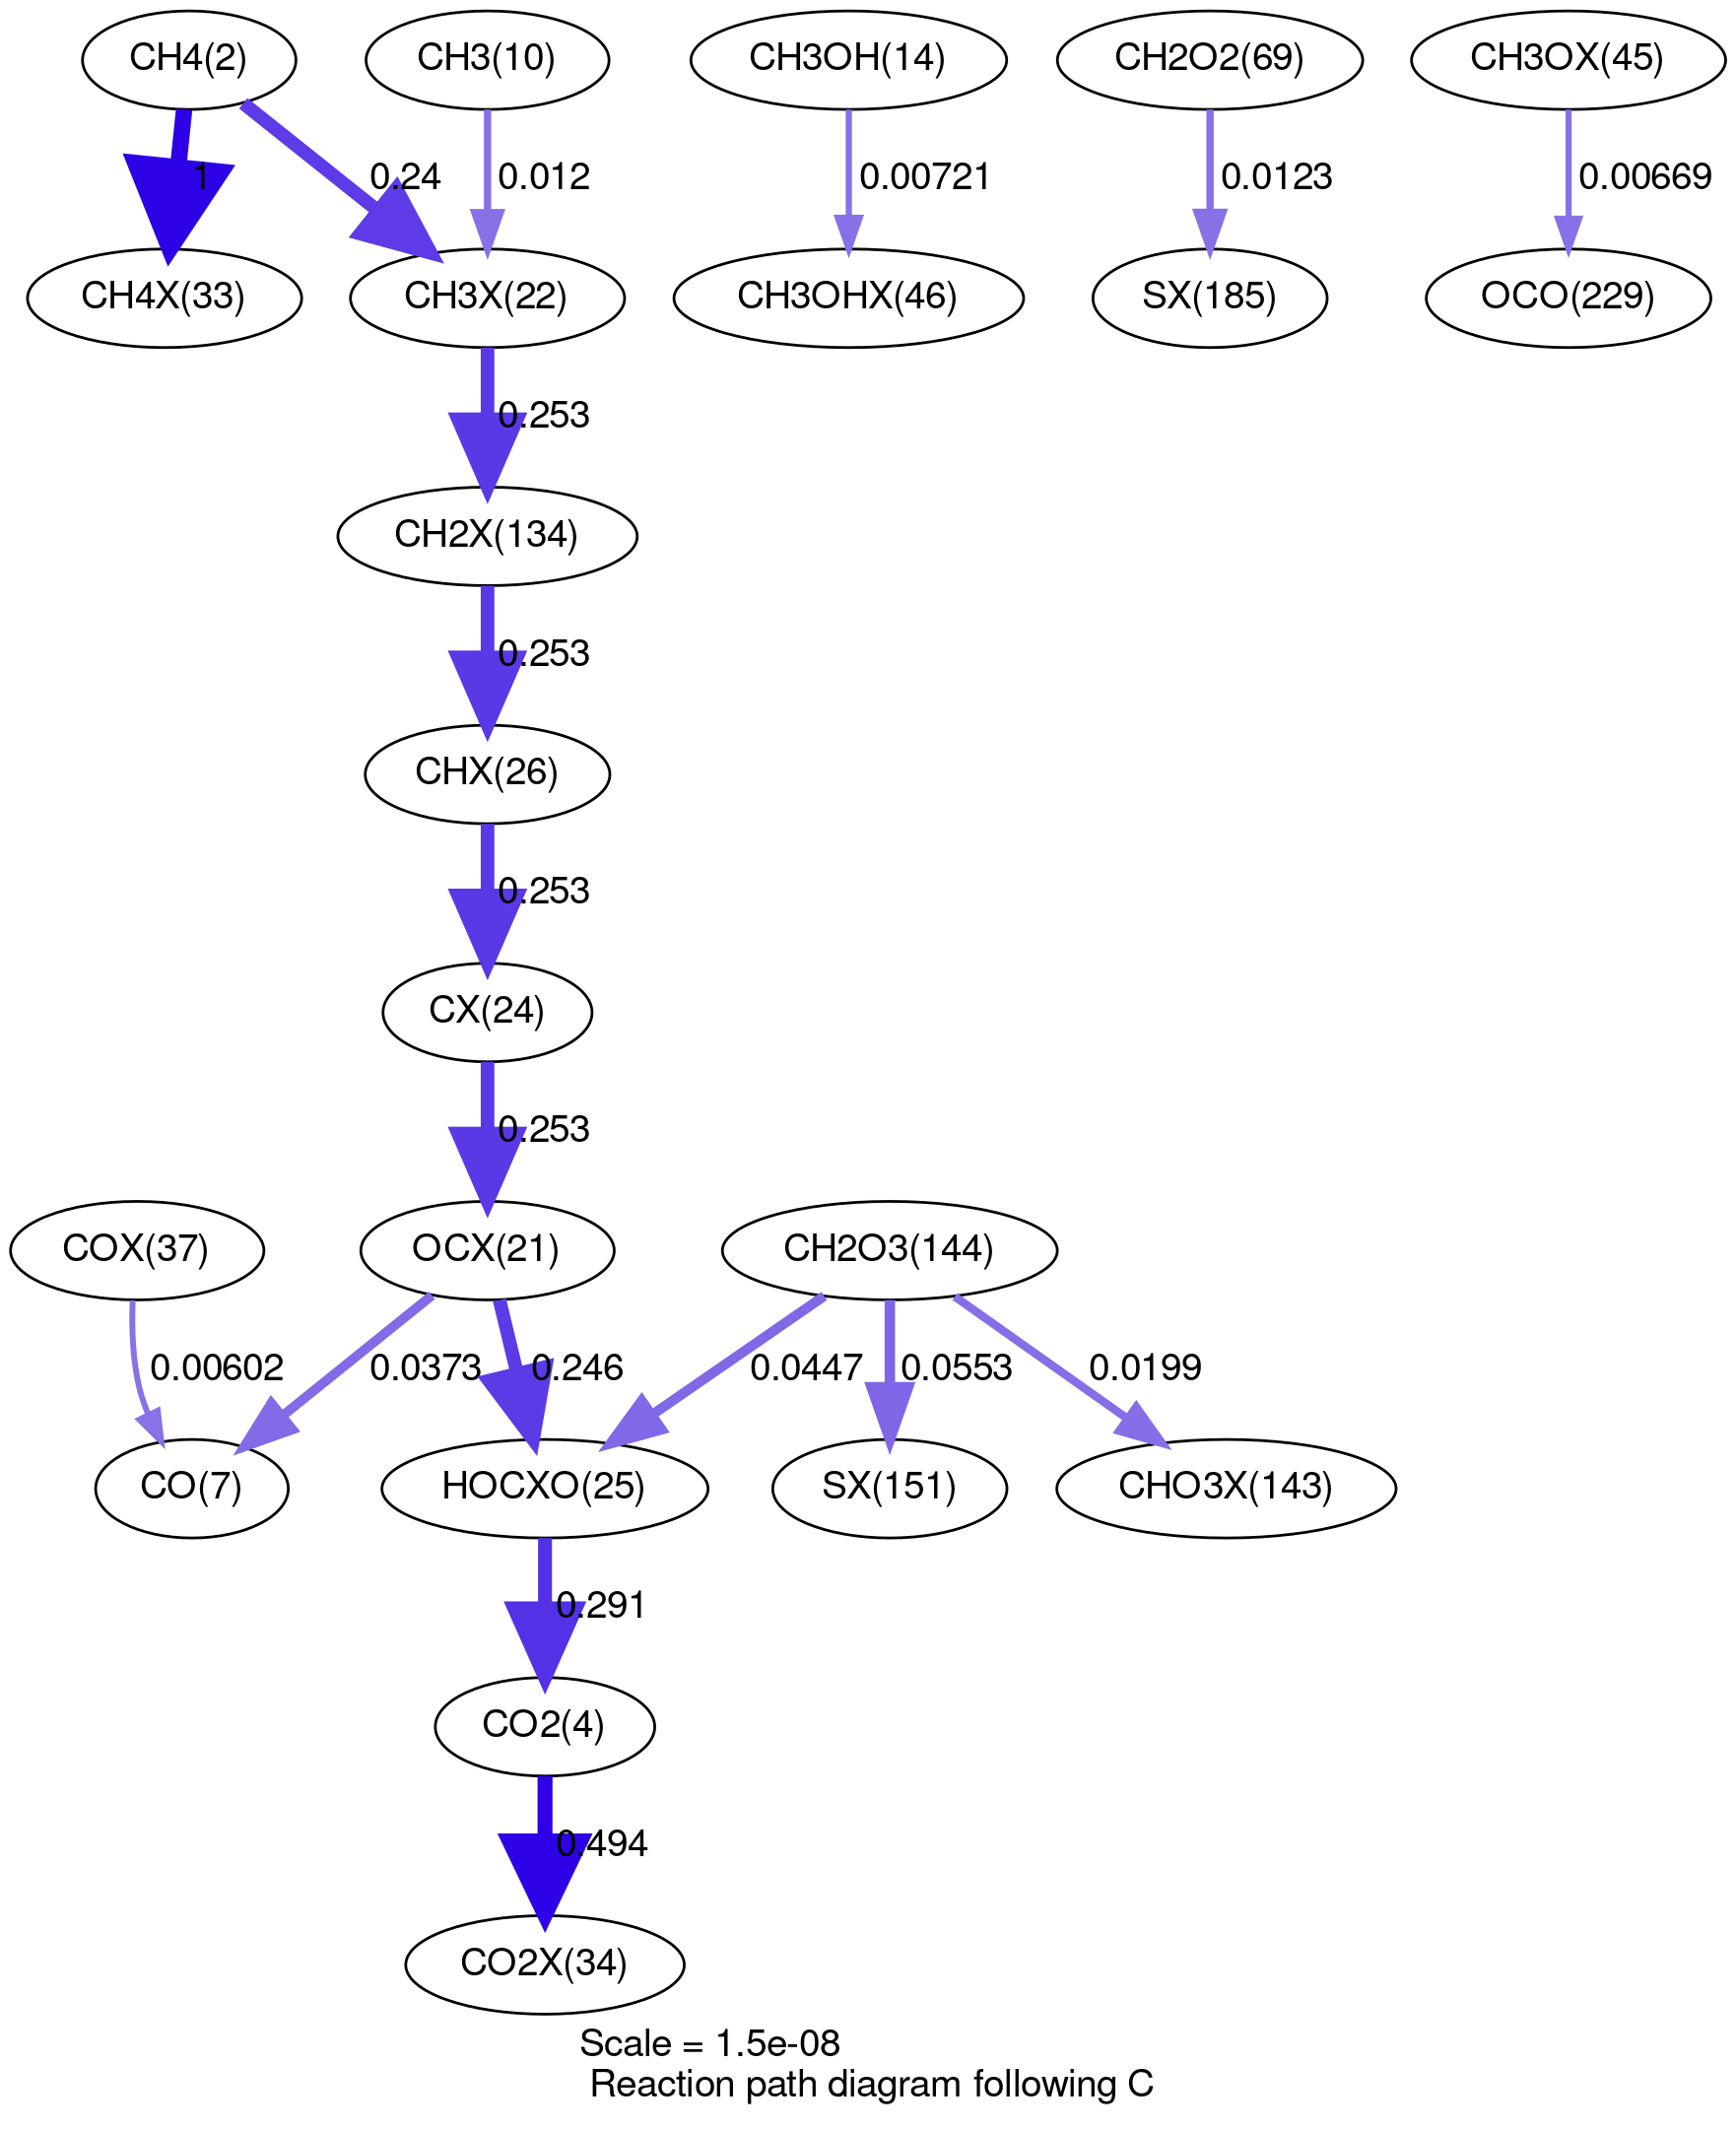 CH4(2)
CH3(10)
CH3OH(14)
CH2O2(69)
CH3OX(45)
1
0.24
0.012
0.00721
0.0123
0.00669
CH4X(33)
CH3X(22)
CH3OHX(46)
SX(185)
OCO(229)
0.253
CH2X(134)
0.253
CHX(26)
0.253
CX(24)
0.253
COX(37)
OCX(21)
CH2O3(144)
0.00602
0.0373
0.246
0.0447
0.0553
0.0199
CO(7)
HOCXO(25)
SX(151)
CHO3X(143)
0.291
CO2(4)
0.494
CO2X(34)
Scale = 1.5e-08
Reaction path diagram following C